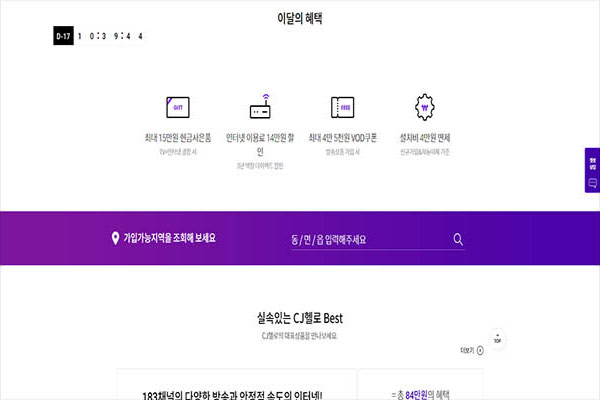 이달의 혜택
D-17 1 0 : 3 9 : 4 4
GIFT
FREE
₩
최대 15만원 현금사은품
TV+인터넷 결합 시
인터넷 이용료 14만원 할
인
3년 약정 다이렉트 할인
최대 4만 5천원 VOD쿠폰
방송상품 가입 시
설치비 4만원 면제
신규가입&재능이체 기준
상담
가입가능지역을 조회해 보세요
동 / 면 / 읍 입력해주세요
실속있는 CJ헬로 Best
CJ헬로의 대표상품을 만나보세요
더보기
TOP
183채널의 다양한 방송과 안정적 속도의 인터넷!
= 총 84만원의 혜택